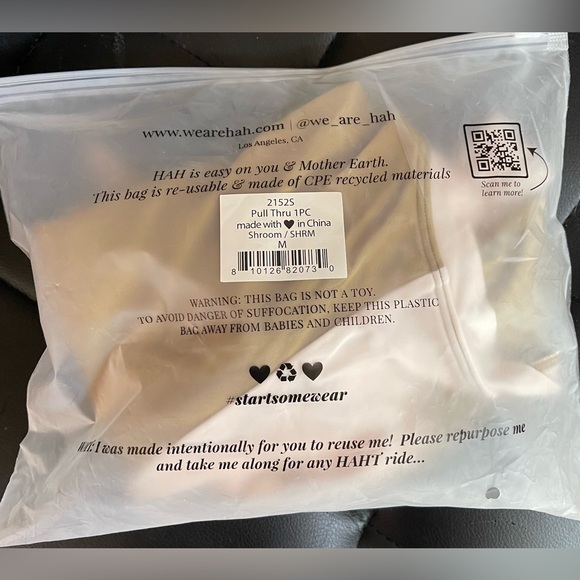 www.wearehah.com | @we_are_hah
Los Angeles, CA
HAH is easy on you & Mother Earth.
This bag is re-usable & made of CPE recycled materials
Scan me to
learn more!
2152S
Pull Thru 1PC
made with ♥ in China
Shroom / SHRM
M
8 10126 82073 0
WARNING: THIS BAG IS NOT A TOY.
TO AVOID DANGER OF SUFFOCATION, KEEP THIS PLASTIC
BAG AWAY FROM BABIES AND CHILDREN.
#startsomewear
I was made intentionally for you to reuse me! Please repurpose me
and take me along for any HAHT ride...